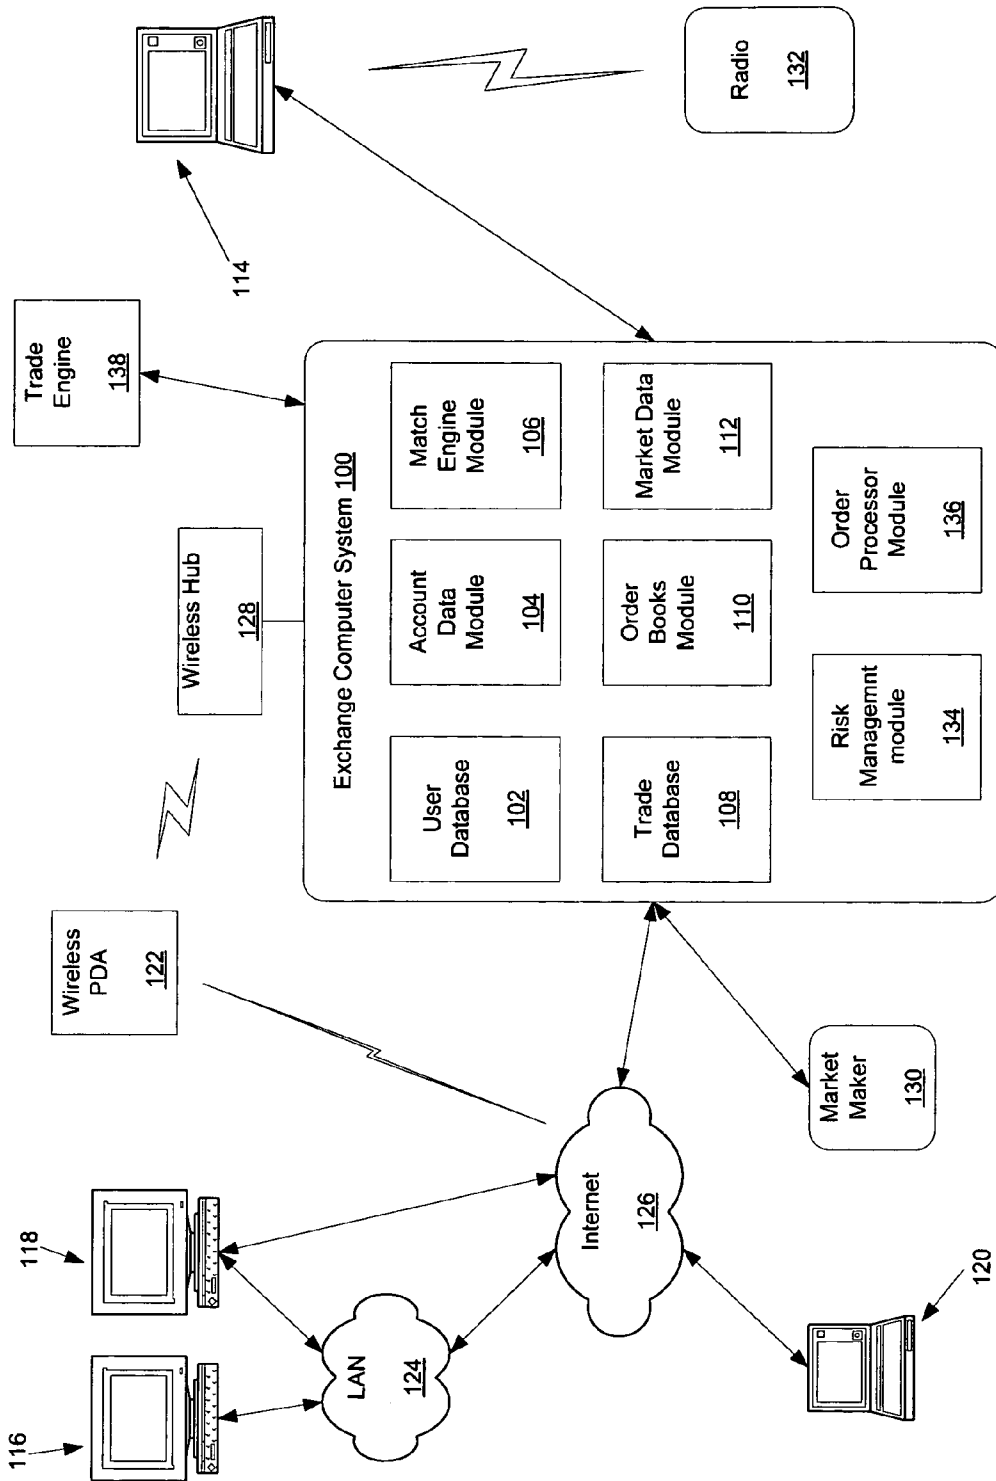 114
Trade
Engine
138
Radio
132
Wireless Hub
128
Wireless
PDA
122
118
116
Exchange Computer System 100
User
Database
102
Account
Data
Module
104
Match
Engine
Module
106
Trade
Database
108
Order
Books
Module
110
Market Data
Module
112
Risk
Managemnt
module
134
Order
Processor
Module
136
LAN
124
Internet
126
Market
Maker
130
120